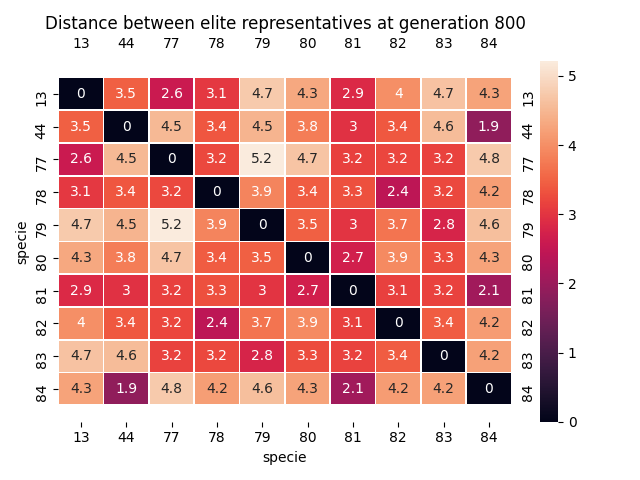 Distance between elite representatives at generation 800
13 44 77 78 79 80 81 82 83 84
13 0 3.5 2.6 3.1 4.7 4.3 2.9 4 4.7 4.3 13
44 3.5 0 4.5 3.4 4.5 3.8 3 3.4 4.6 1.9 44
77 2.6 4.5 0 3.2 5.2 4.7 3.2 3.2 3.2 4.8 77
78 3.1 3.4 3.2 0 3.9 3.4 3.3 2.4 3.2 4.2 78
79 4.7 4.5 5.2 3.9 0 3.5 3 3.7 2.8 4.6 79
80 4.3 3.8 4.7 3.4 3.5 0 2.7 3.9 3.3 4.3 80
81 2.9 3 3.2 3.3 3 2.7 0 3.1 3.2 2.1 81
82 4 3.4 3.2 2.4 3.7 3.9 3.1 0 3.4 4.2 82
83 4.7 4.6 3.2 3.2 2.8 3.3 3.2 3.4 0 4.2 83
84 4.3 1.9 4.8 4.2 4.6 4.3 2.1 4.2 4.2 0 84
13 44 77 78 79 80 81 82 83 84
specie
specie
5
4
3
2
1
0